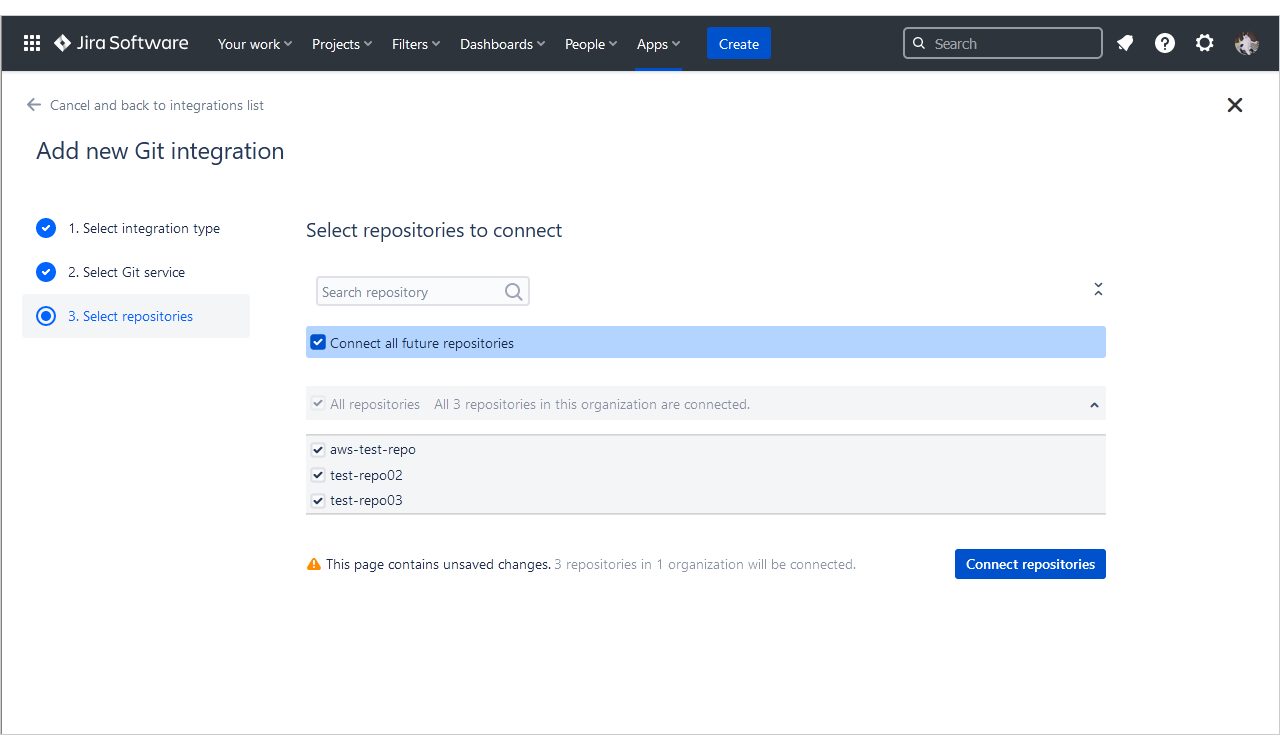 Jira Software Your work Projects Filters Dashboards People Apps Create Search
Cancel and back to integrations list
Add new Git integration
1. Select integration type
2. Select Git service
3. Select repositories
Select repositories to connect
Search repository
Connect all future repositories
All repositories All 3 repositories in this organization are connected.
aws-test-repo
test-repo02
test-repo03
This page contains unsaved changes. 3 repositories in 1 organization will be connected. Connect repositories